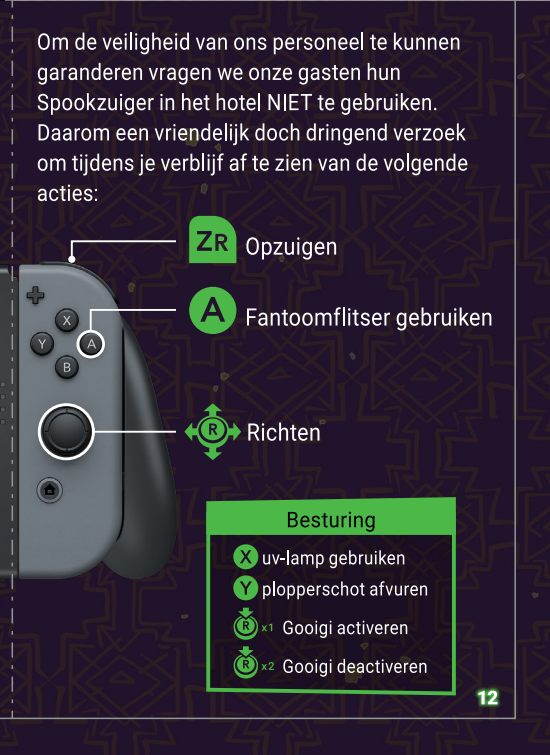 Om de veiligheid van ons personeel te kunnen
garanderen vragen we onze gasten hun
Spookzuiger in het hotel NIET te gebruiken.
Daarom een vriendelijk doch dringend verzoek
om tijdens je verblijf af te zien van de volgende
acties:
ZR Opzuigen
A Fantoomflitser gebruiken
X
Y A
B
R Richten
Besturing
X uv-lamp gebruiken
Y plopperschot afvuren
R x1 Gooigi activeren
R x2 Gooigi deactiveren
12